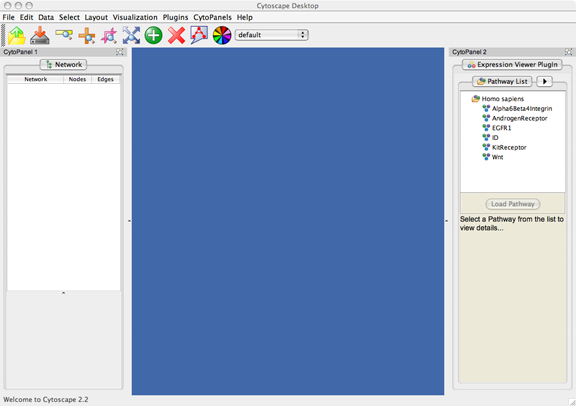 Cytoscape Desktop
File Edit Data Select Layout Visualization Plugins CytoPanels Help
default
CytoPanel 1
CytoPanel 2
Network
Expression Viewer PlugIn
Network Nodes Edges
Pathway List
Homo sapiens
Alpha6Beta4Integrin
AndrogenReceptor
EGFR1
ID
KitReceptor
Wnt
Load Pathway
Select a Pathway from the list to
view details...
Welcome to Cytoscape 2.2